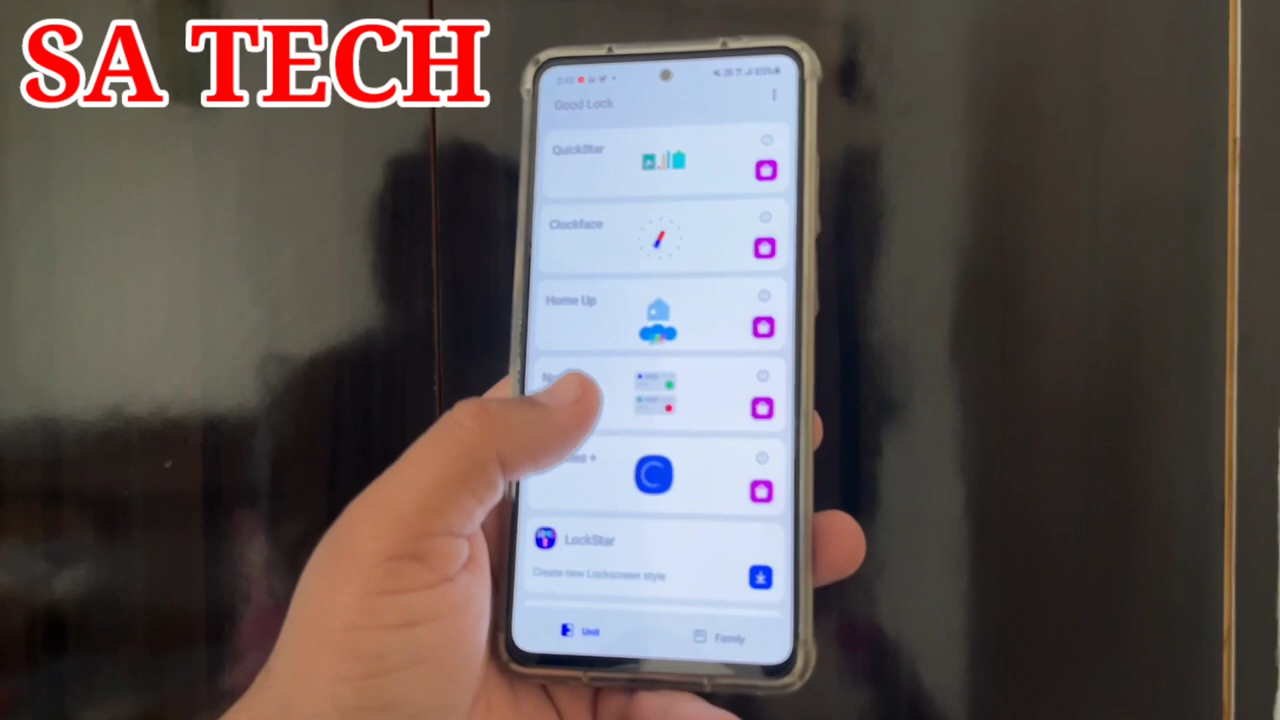 SA TECH
Good Lock
QuickStar
Clockface
Home Up
LockStar
Create new Lockscreen style
Unit
Family